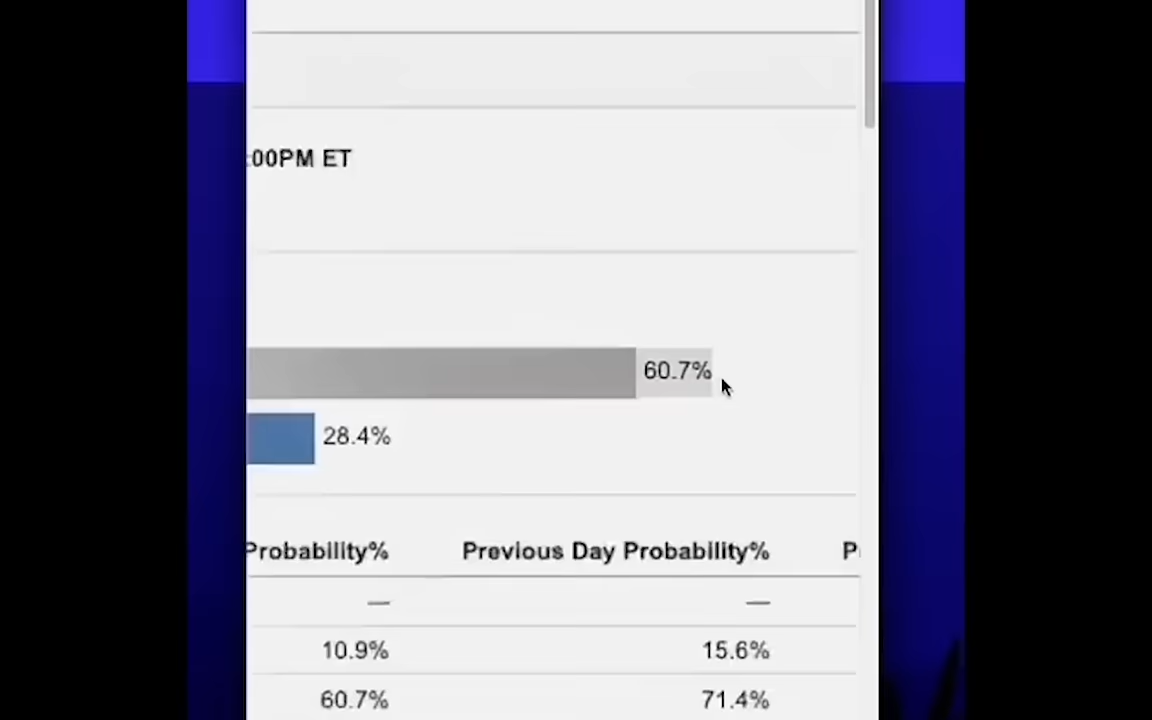 :00PM ET
60.7%
28.4%
Probability% Previous Day Probability%
— —
10.9% 15.6%
60.7% 71.4%